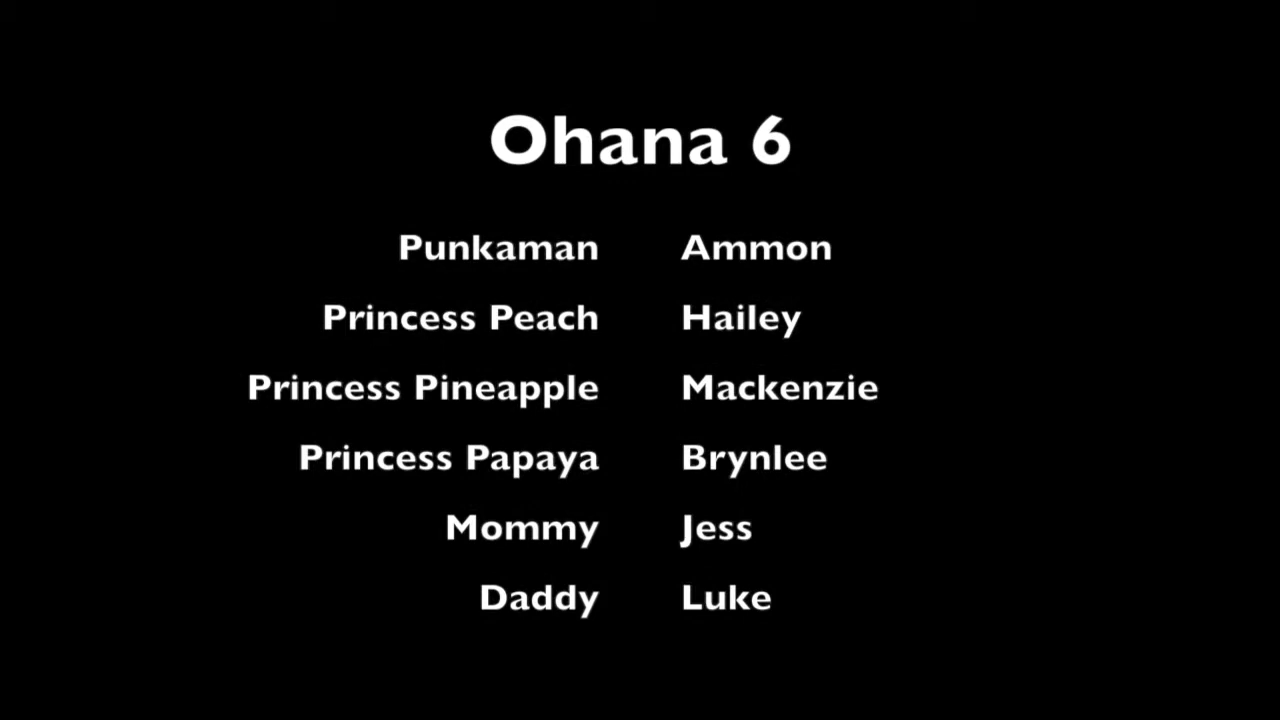 Ohana 6
Punkaman Ammon
Princess Peach Hailey
Princess Pineapple Mackenzie
Princess Papaya Brynlee
Mommy Jess
Daddy Luke